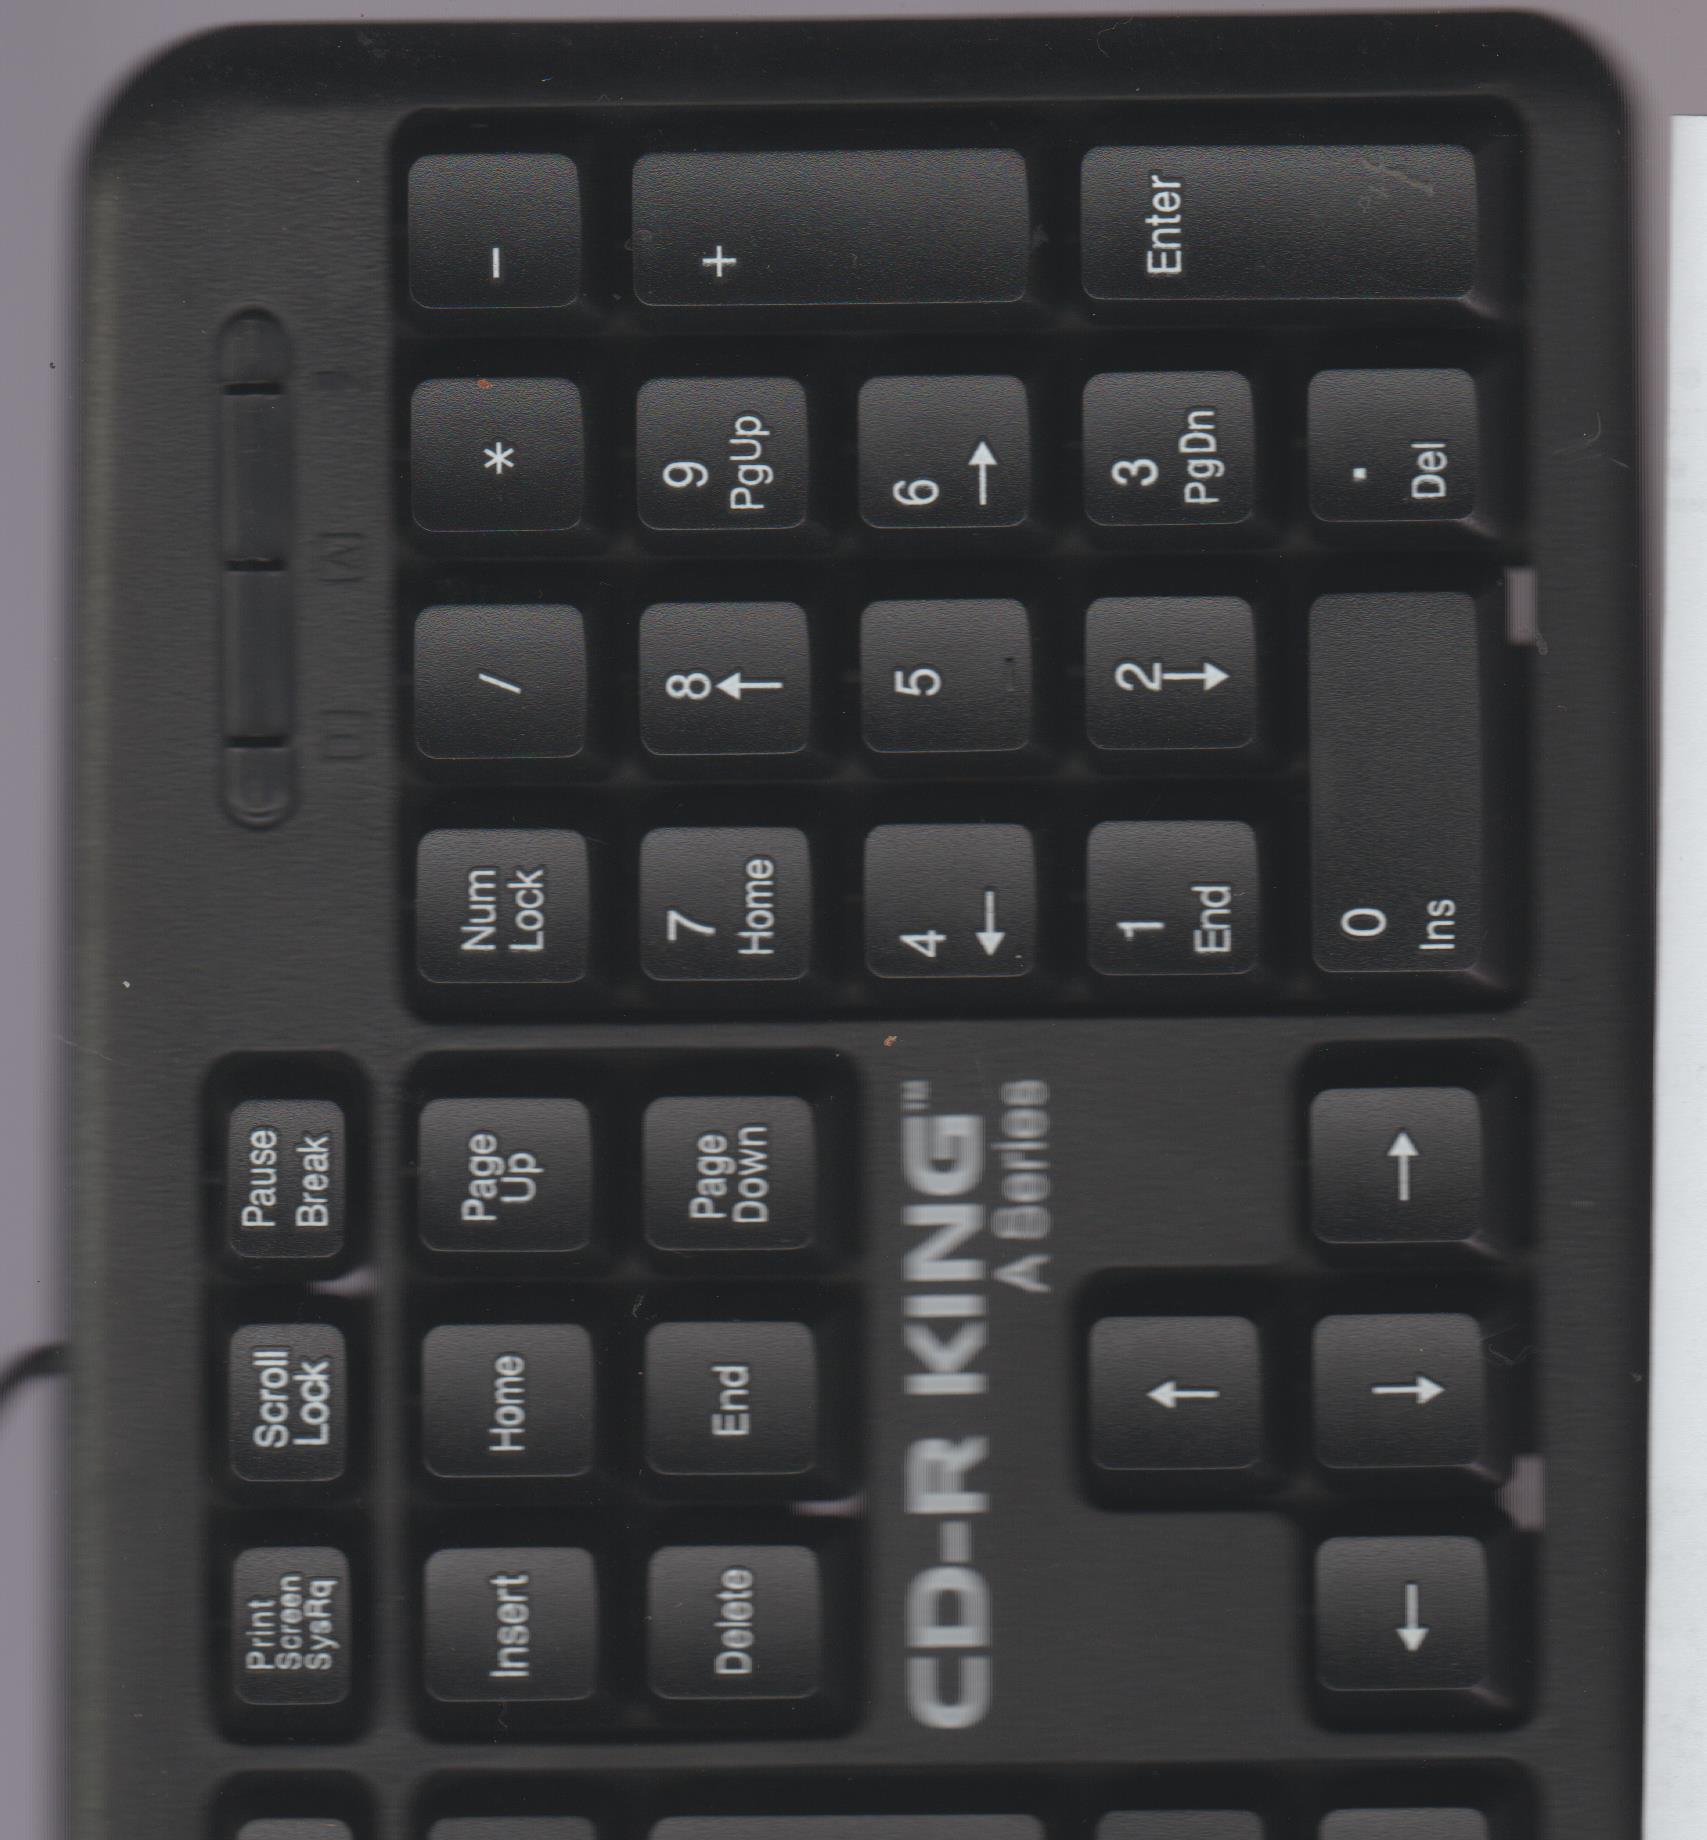 Print
Screen
SysRq
Scroll
Lock
Pause
Break
1
A
Insert
Home
Page
Up
Num
Lock
/
*
-
Delete
End
Page
Down
7
Home
8
↑
9
PgUp
+
CD-R KING™
A Series
4
←
5
6
→
↑
1
End
2
↓
3
PgDn
Enter
←
↓
→
0
Ins
.
Del